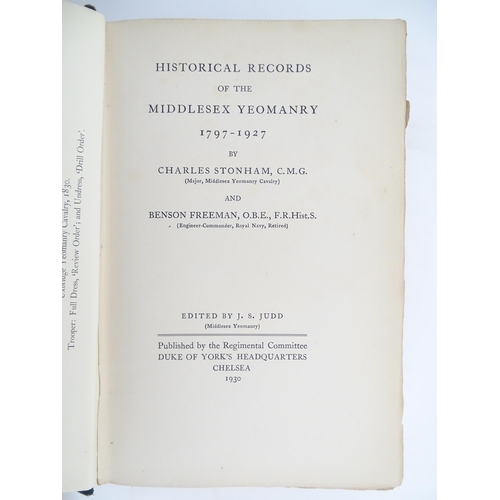 HISTORICAL RECORDS
OF THE
MIDDLESEX YEOMANRY
1797-1927
BY
CHARLES STONHAM, C.M.G.
(Major, Middlesex Yeomanry Cavalry)
AND
BENSON FREEMAN, O.B.E., F.R.Hist.S.
(Engineer-Commander, Royal Navy, Retired)
EDITED BY J. S. JUDD
(Middlesex Yeomanry)
Published by the Regimental Committee
DUKE OF YORK'S HEADQUARTERS
CHELSEA
1930
Uxbridge Yeomanry Cavalry, 1830.
Trooper: Full Dress, 'Review Order'; and Undress, 'Drill Order'.